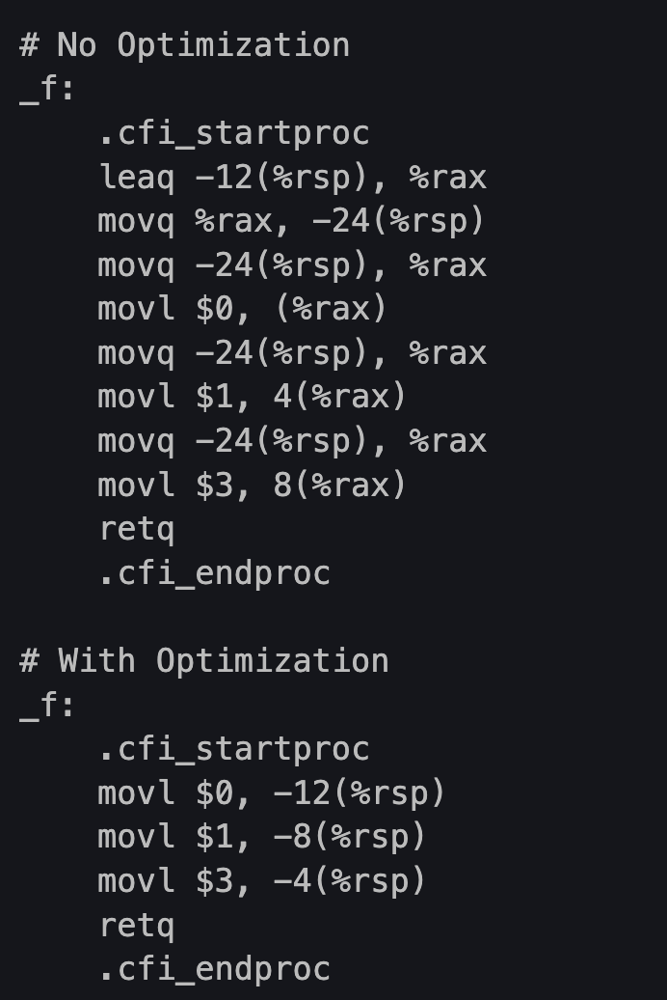 # No Optimization
_f:
.cfi_startproc
leaq -12(%rsp), %rax
movq %rax, -24(%rsp)
movq -24(%rsp), %rax
movl $0, (%rax)
movq -24(%rsp), %rax
movl $1, 4(%rax)
movq -24(%rsp), %rax
movl $3, 8(%rax)
retq
.cfi_endproc
# With Optimization
_f:
.cfi_startproc
movl $0, -12(%rsp)
movl $1, -8(%rsp)
movl $3, -4(%rsp)
retq
.cfi_endproc